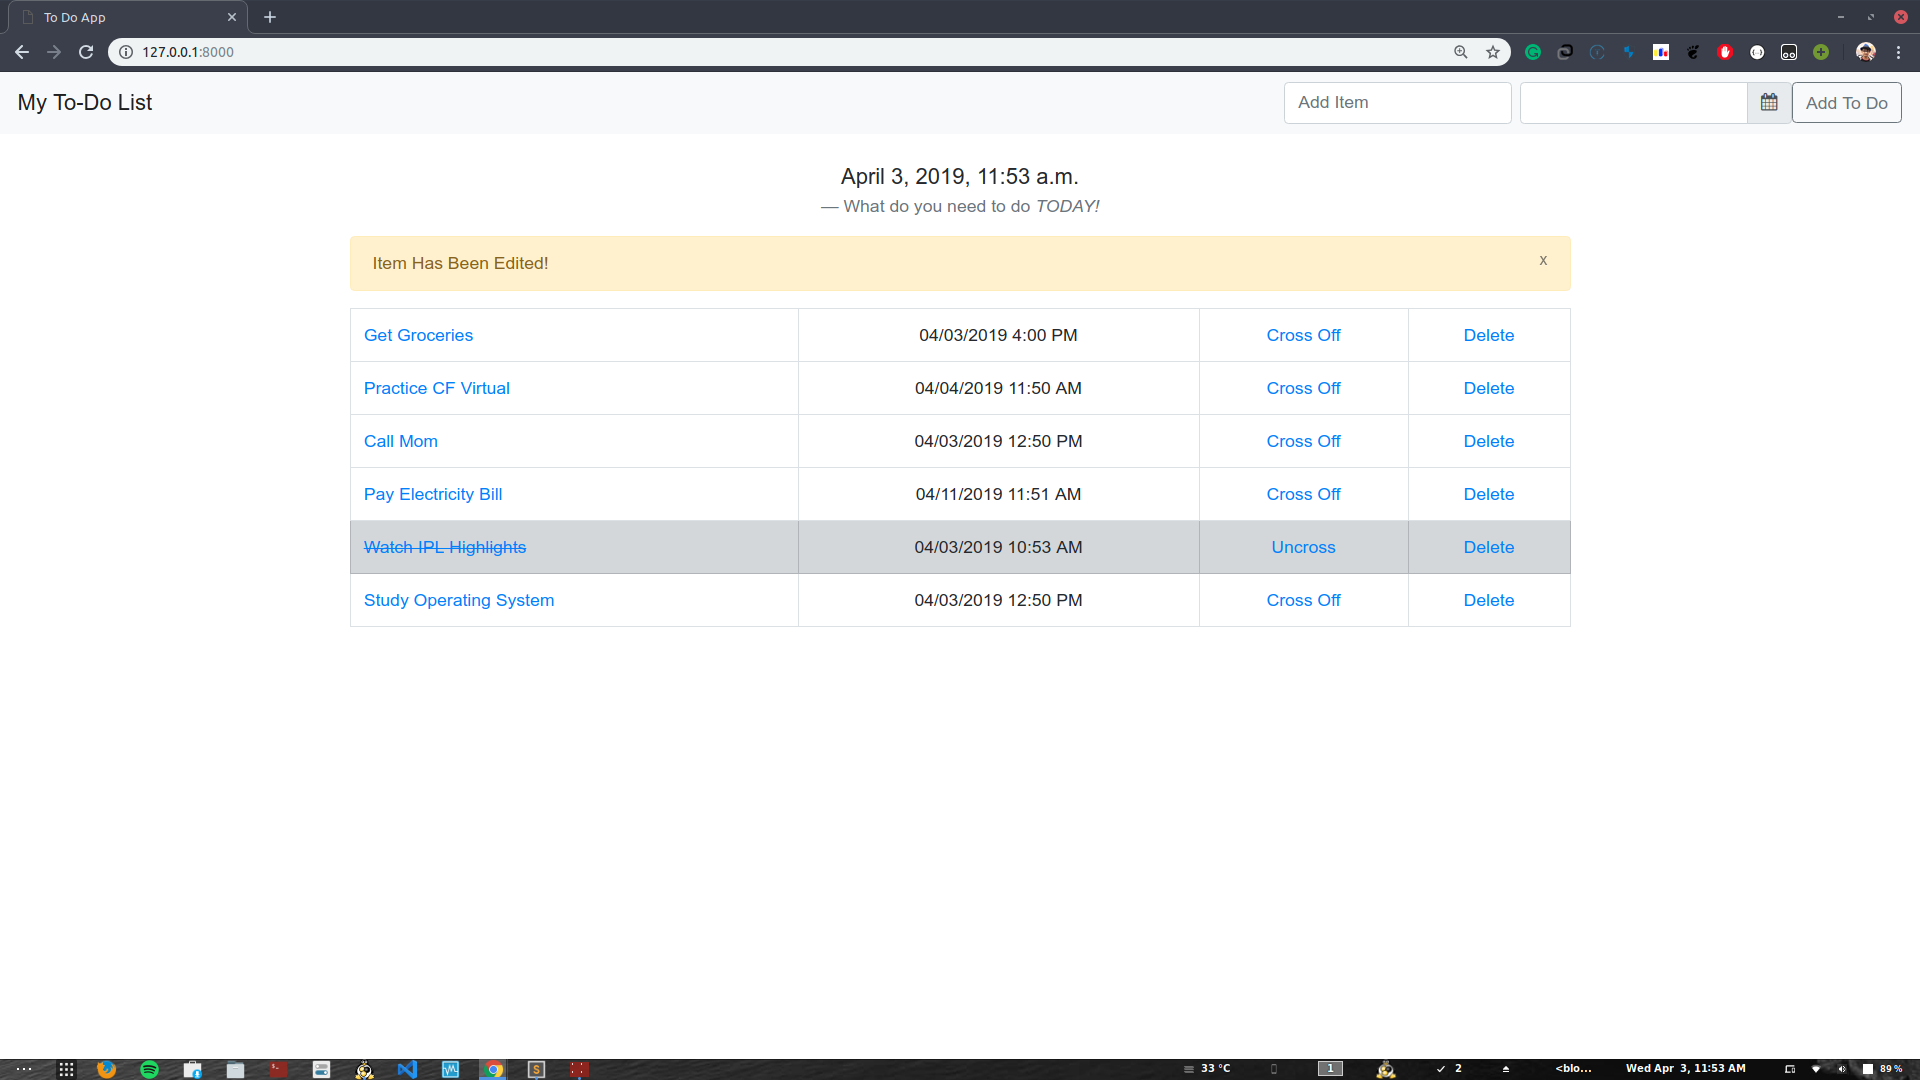 To Do App
127.0.0.1:8000
My To-Do List
Add Item
Add To Do
April 3, 2019, 11:53 a.m.
— What do you need to do TODAY!
Item Has Been Edited! x
Get Groceries 04/03/2019 4:00 PM Cross Off Delete
Practice CF Virtual 04/04/2019 11:50 AM Cross Off Delete
Call Mom 04/03/2019 12:50 PM Cross Off Delete
Pay Electricity Bill 04/11/2019 11:51 AM Cross Off Delete
Watch IPL Highlights 04/03/2019 10:53 AM Uncross Delete
Study Operating System 04/03/2019 12:50 PM Cross Off Delete
33 °C 1 2 <blo... Wed Apr 3, 11:53 AM 89 %